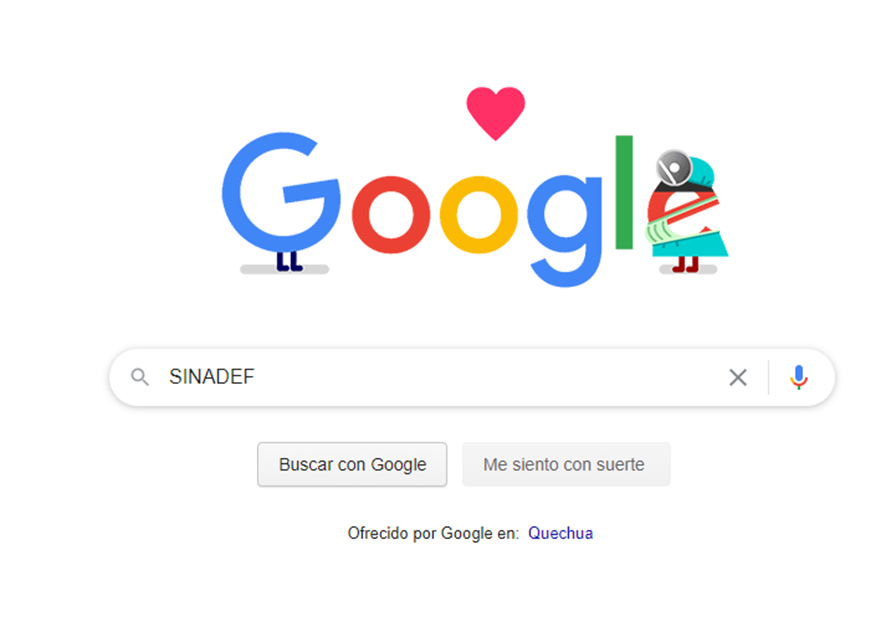 Google
SINADEF
Buscar con Google
Me siento con suerte
Ofrecido por Google en: Quechua